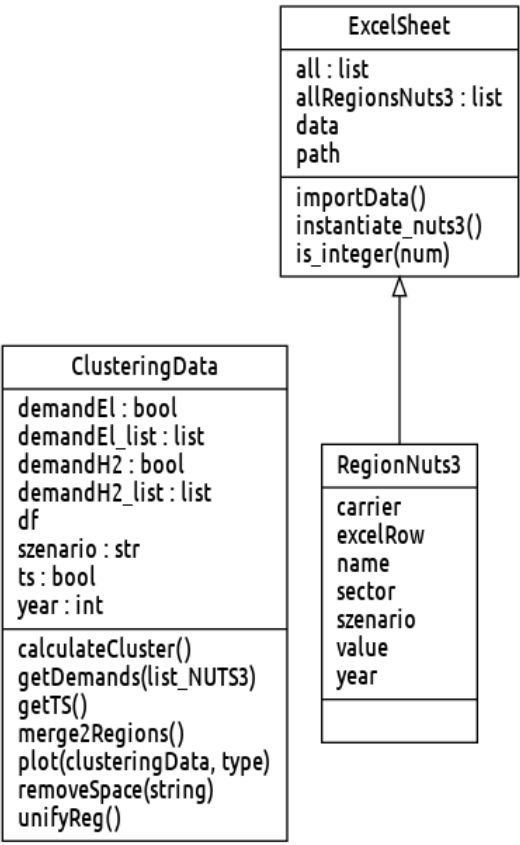 ExcelSheet
all : list
allRegionsNuts3 : list
data
path
importData()
instantiate_nuts3()
is_integer(num)
ClusteringData
demandEl : bool
demandEl_list : list
demandH2 : bool
demandH2_list : list
df
szenario : str
ts : bool
year : int
calculateCluster()
getDemands(list_NUTS3)
getTS()
merge2Regions()
plot(clusteringData, type)
removeSpace(string)
unifyReg()
RegionNuts3
carrier
excelRow
name
sector
szenario
value
year